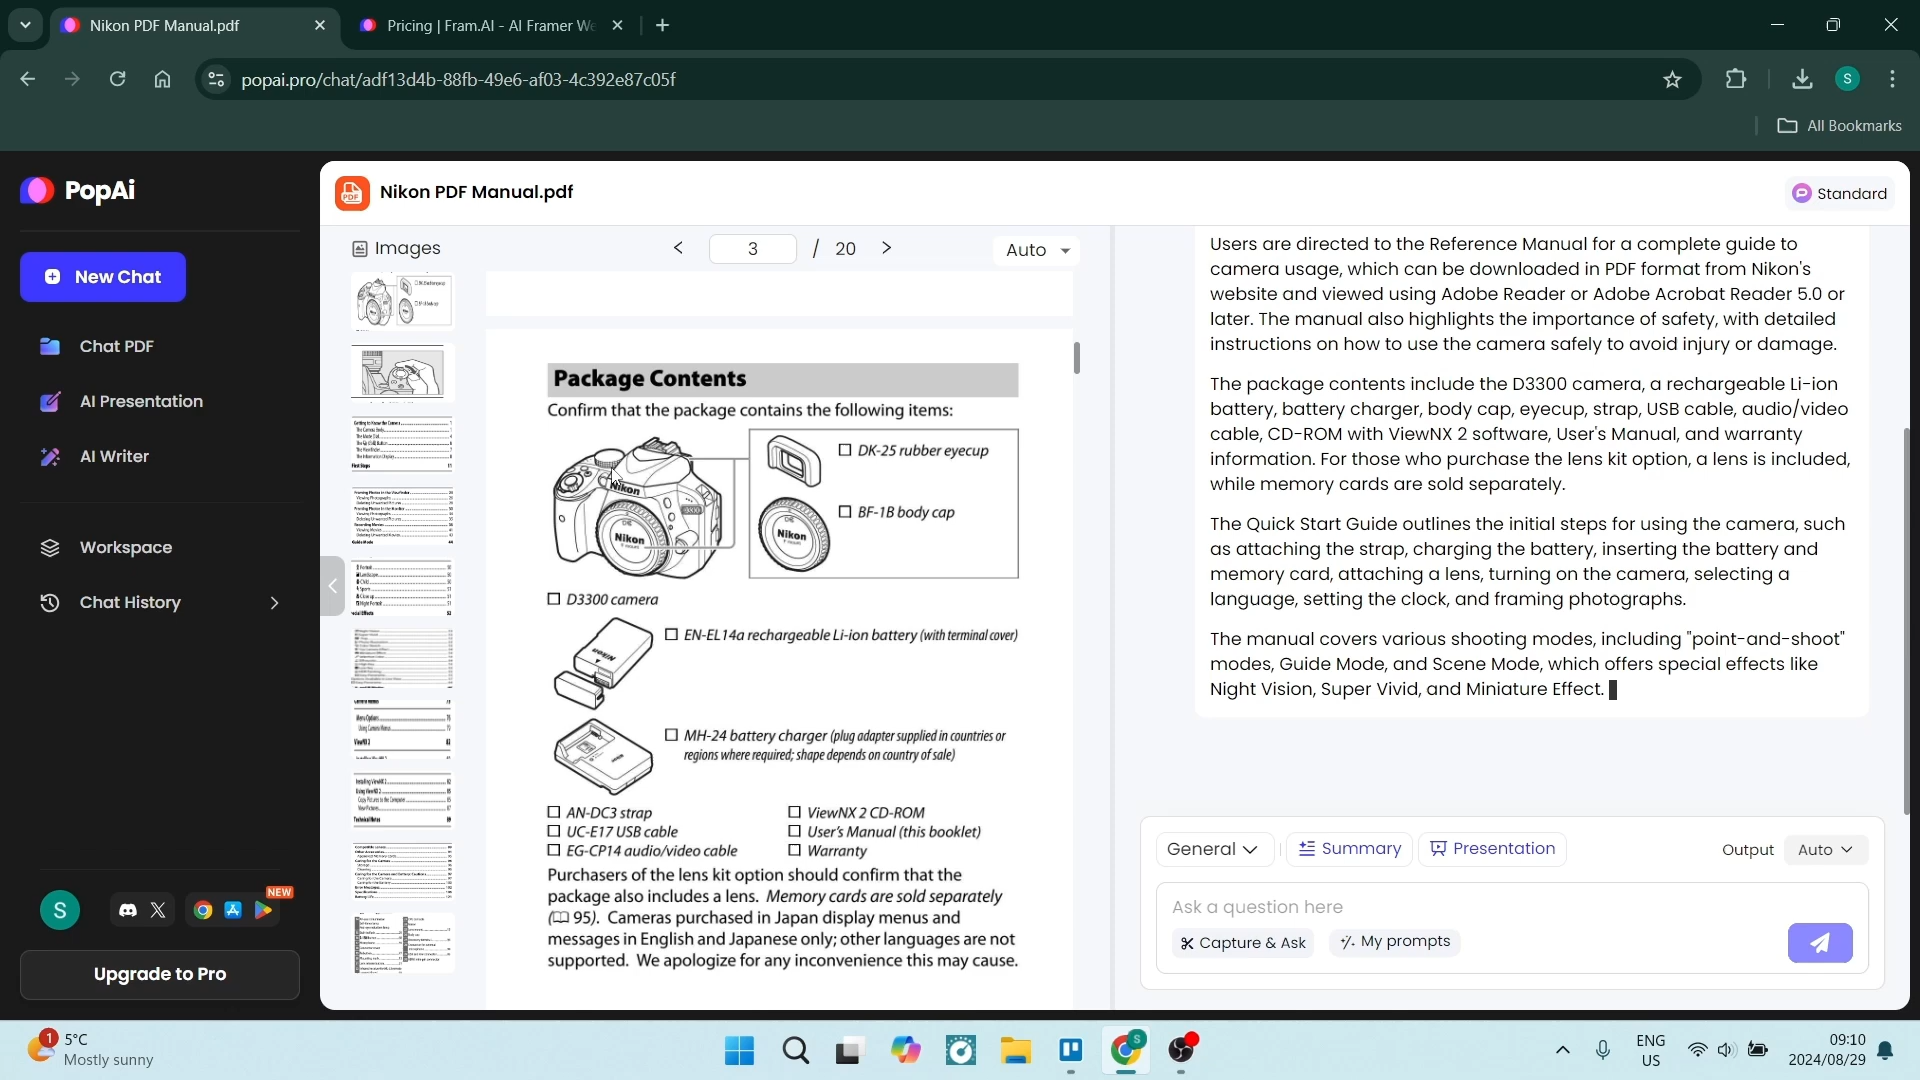 Nikon PDF Manual.pdf
Pricing | Fram.AI - AI Framer We
popai.pro/chat/adf13d4b-88fb-49e6-af03-4c392e87c05f
S
All Bookmarks
PopAi
New Chat
Chat PDF
AI Presentation
AI Writer
Workspace
Chat History
NEW
S
Upgrade to Pro
PDF
Nikon PDF Manual.pdf
Standard
Images
3 / 20
Auto
Package Contents
Confirm that the package contains the following items:
DK-25 rubber eyecup
Nikon
BF-1B body cap
Nikon
Nikon
D3300 camera
EN-EL14a rechargeable Li-ion battery (with terminal cover)
MH-24 battery charger (plug adapter supplied in countries or
regions where required; shape depends on country of sale)
AN-DC3 strap
ViewNX 2 CD-ROM
UC-E17 USB cable
User's Manual (this booklet)
EG-CP14 audio/video cable
Warranty
Purchasers of the lens kit option should confirm that the
package also includes a lens. Memory cards are sold separately
(95). Cameras purchased in Japan display menus and
messages in English and Japanese only; other languages are not
supported. We apologize for any inconvenience this may cause.
Users are directed to the Reference Manual for a complete guide to
camera usage, which can be downloaded in PDF format from Nikon's
website and viewed using Adobe Reader or Adobe Acrobat Reader 5.0 or
later. The manual also highlights the importance of safety, with detailed
instructions on how to use the camera safely to avoid injury or damage.
The package contents include the D3300 camera, a rechargeable Li-ion
battery, battery charger, body cap, eyecup, strap, USB cable, audio/video
cable, CD-ROM with ViewNX 2 software, User's Manual, and warranty
information. For those who purchase the lens kit option, a lens is included,
while memory cards are sold separately.
The Quick Start Guide outlines the initial steps for using the camera, such
as attaching the strap, charging the battery, inserting the battery and
memory card, attaching a lens, turning on the camera, selecting a
language, setting the clock, and framing photographs.
The manual covers various shooting modes, including "point-and-shoot"
modes, Guide Mode, and Scene Mode, which offers special effects like
Night Vision, Super Vivid, and Miniature Effect.
General
Summary
Presentation
Output
Auto
Ask a question here
Capture & Ask
My prompts
1
5°C
Mostly sunny
S
ENG
US
09:10
2024/08/29